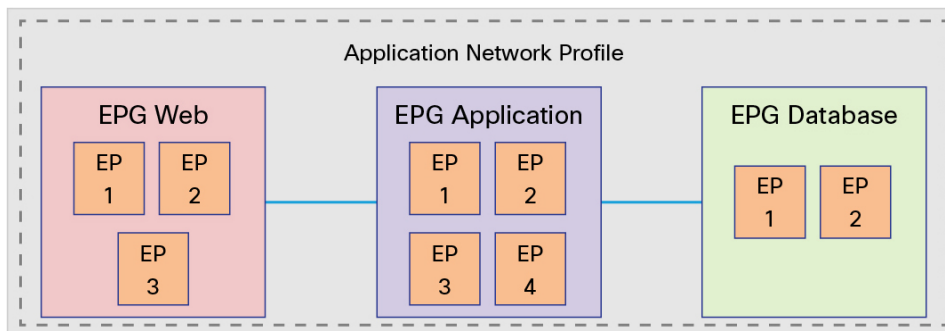 Application Network Profile
EPG Web
EP
1
EP
2
EP
3
EPG Application
EP
1
EP
2
EP
3
EP
4
EPG Database
EP
1
EP
2